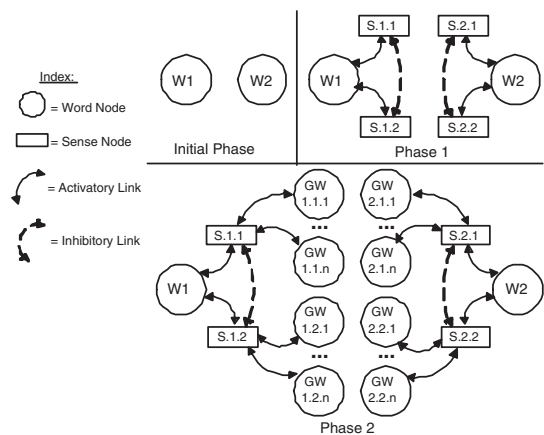 Index:
= Word Node
= Sense Node
= Activatory Link
= Inhibitory Link
W1
W2
Initial Phase
S.1.1
S.2.1
W1
W2
S.1.2
S.2.2
Phase 1
GW
1.1.1
GW
2.1.1
...
...
S.1.1
S.2.1
GW
1.1.n
GW
2.1.n
W1
W2
GW
1.2.1
GW
2.2.1
S.1.2
S.2.2
...
...
GW
1.2.n
GW
2.2.n
Phase 2